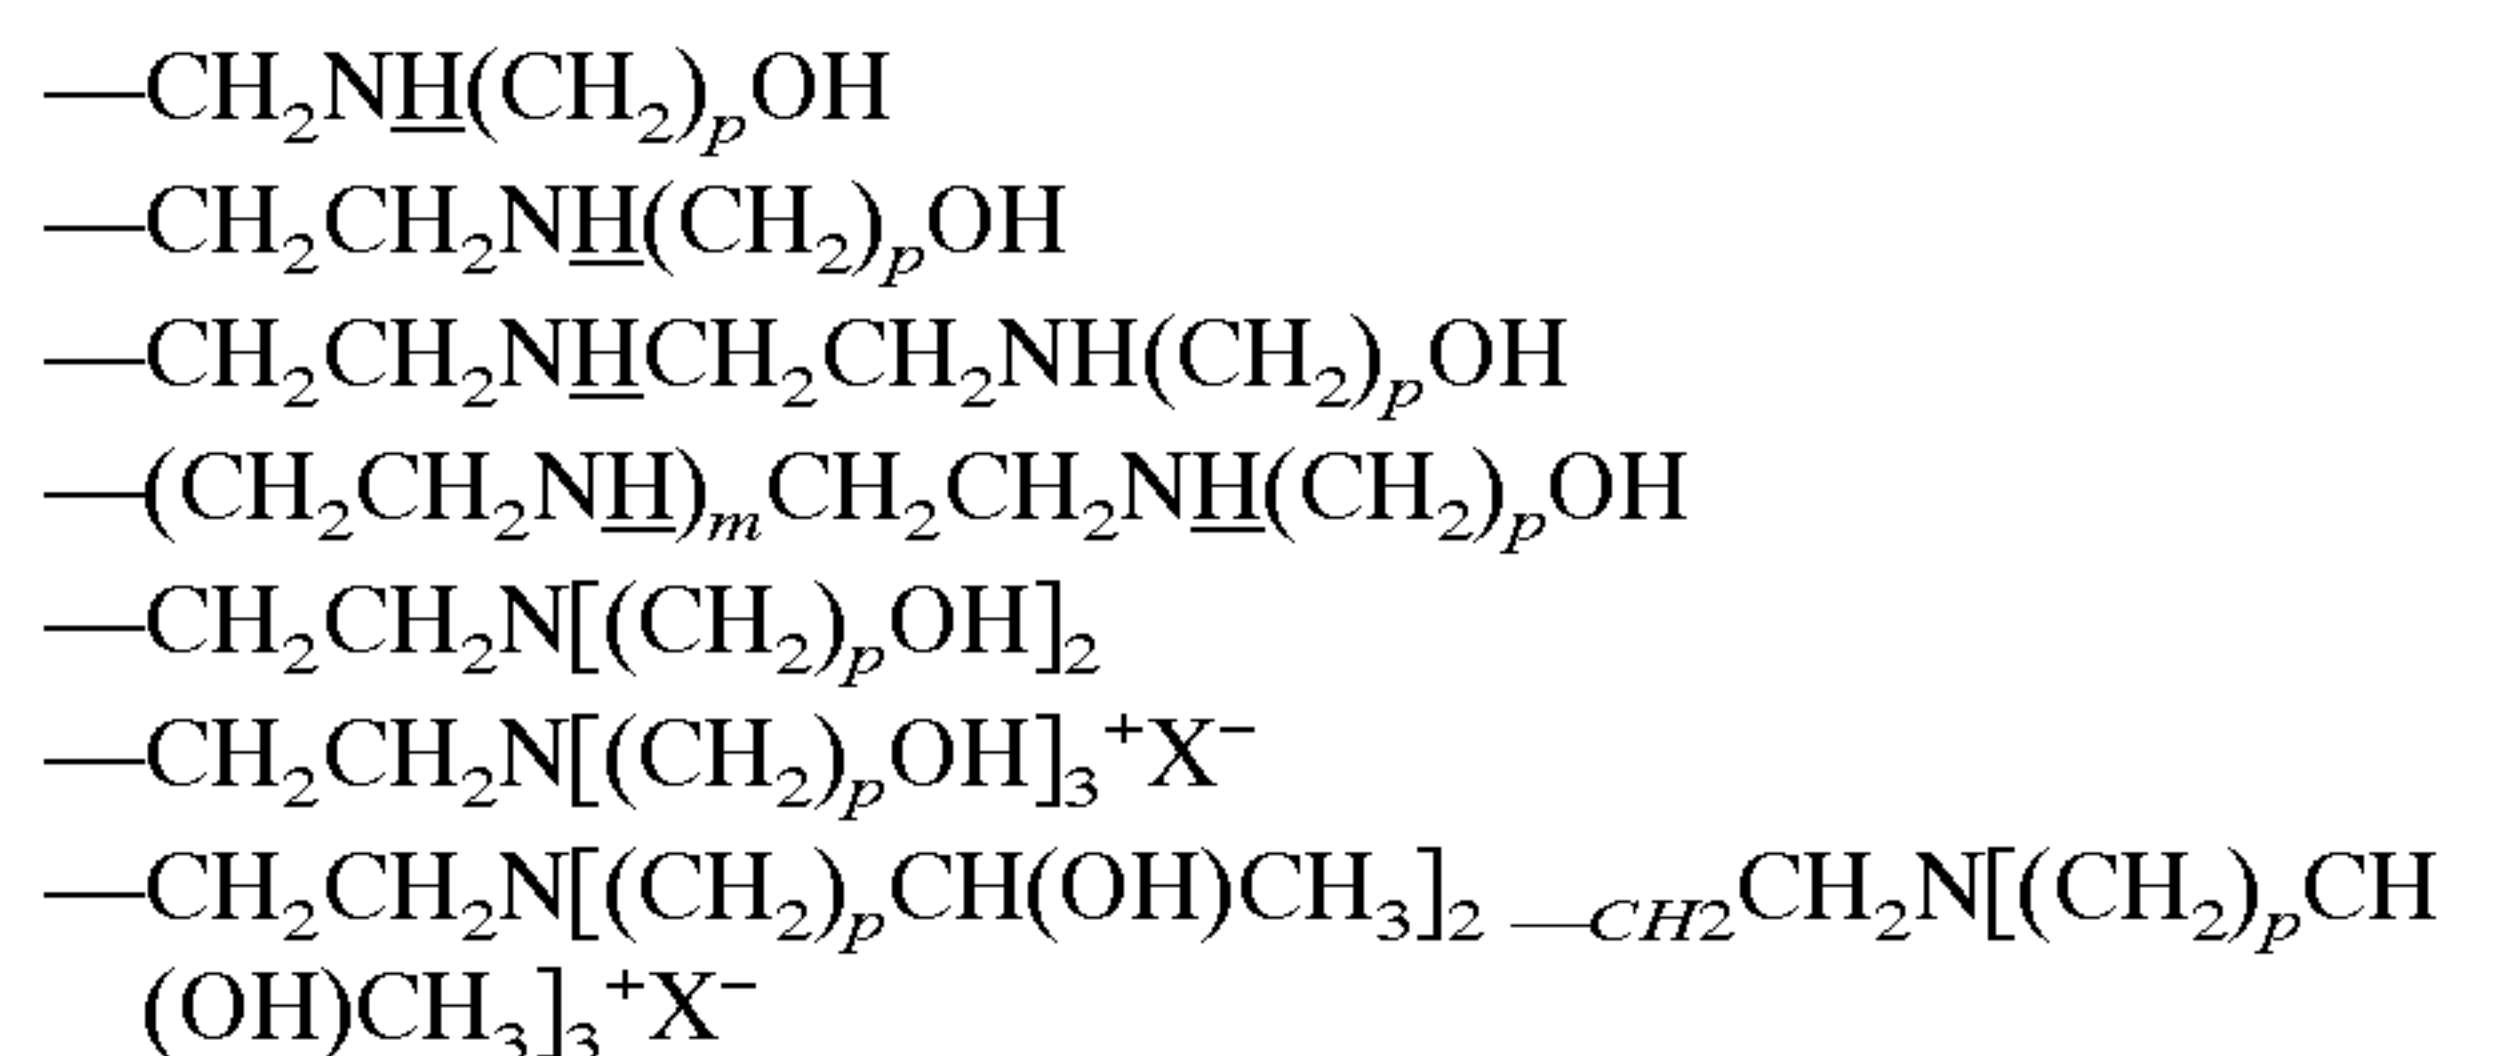 —CH₂NH(CH₂)ₚOH
—CH₂CH₂NH(CH₂)ₚOH
—CH₂CH₂NHCH₂CH₂NH(CH₂)ₚOH
—(CH₂CH₂NH)ₘCH₂CH₂NH(CH₂)ₚOH
—CH₂CH₂N[(CH₂)ₚOH]₂
—CH₂CH₂N[(CH₂)ₚOH]₃⁺X⁻
—CH₂CH₂N[(CH₂)ₚCH(OH)CH₃]₂ —CH2CH₂N[(CH₂)ₚCH
(OH)CH₃]₃⁺X⁻